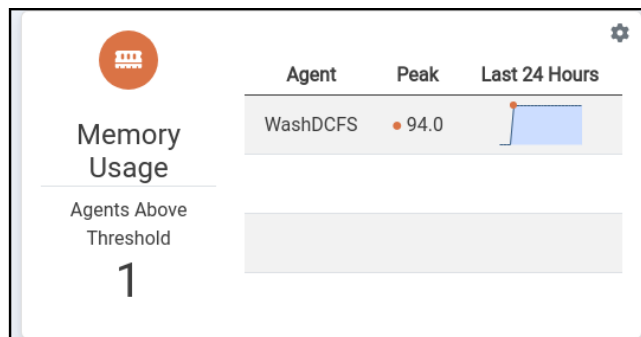 Memory
Usage
Agents Above
Threshold
1
Agent Peak Last 24 Hours
WashDCFS 94.0